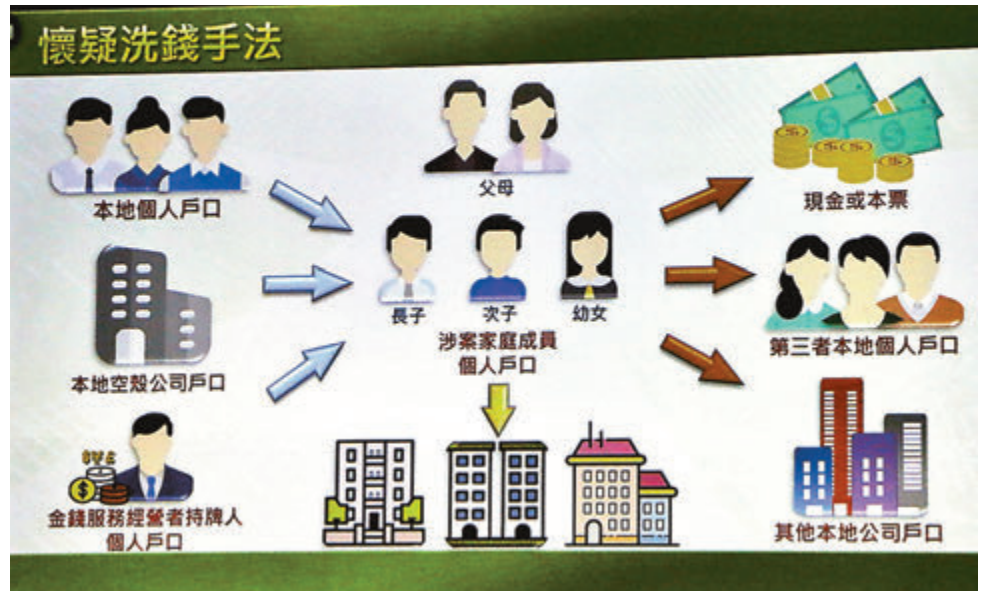 懷疑洗錢手法
本地個人戶口
本地空殼公司戶口
金錢服務經營者持牌人
個人戶口
父母
長子
次子
幼女
涉案家庭成員
個人戶口
現金或本票
第三者本地個人戶口
其他本地公司戶口